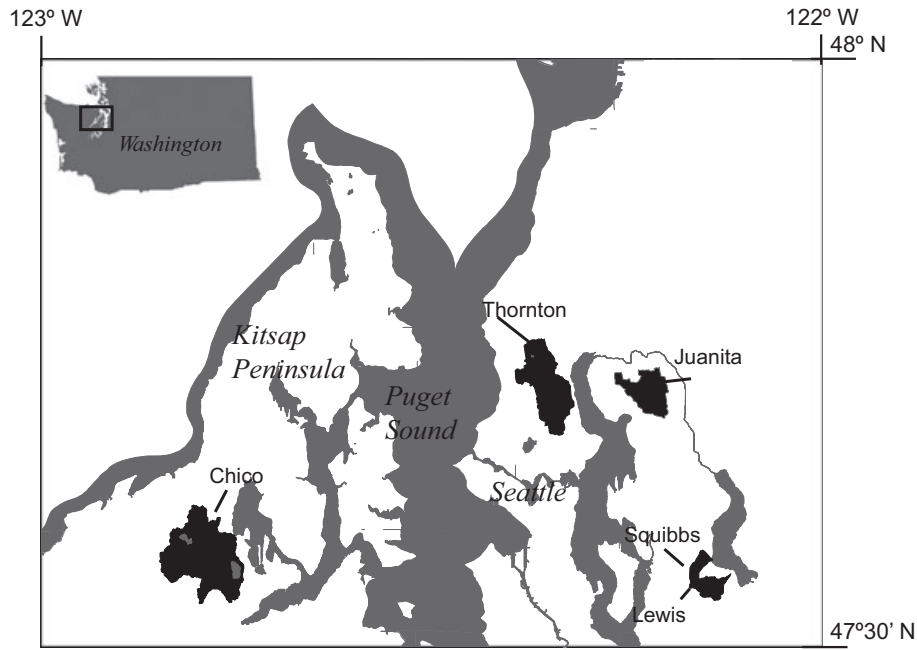 123º W
122º W
48º N
Washington
Thornton
Kitsap
Peninsula
Juanita
Puget
Sound
Chico
Seattle
Squibbs
Lewis
47º30’ N